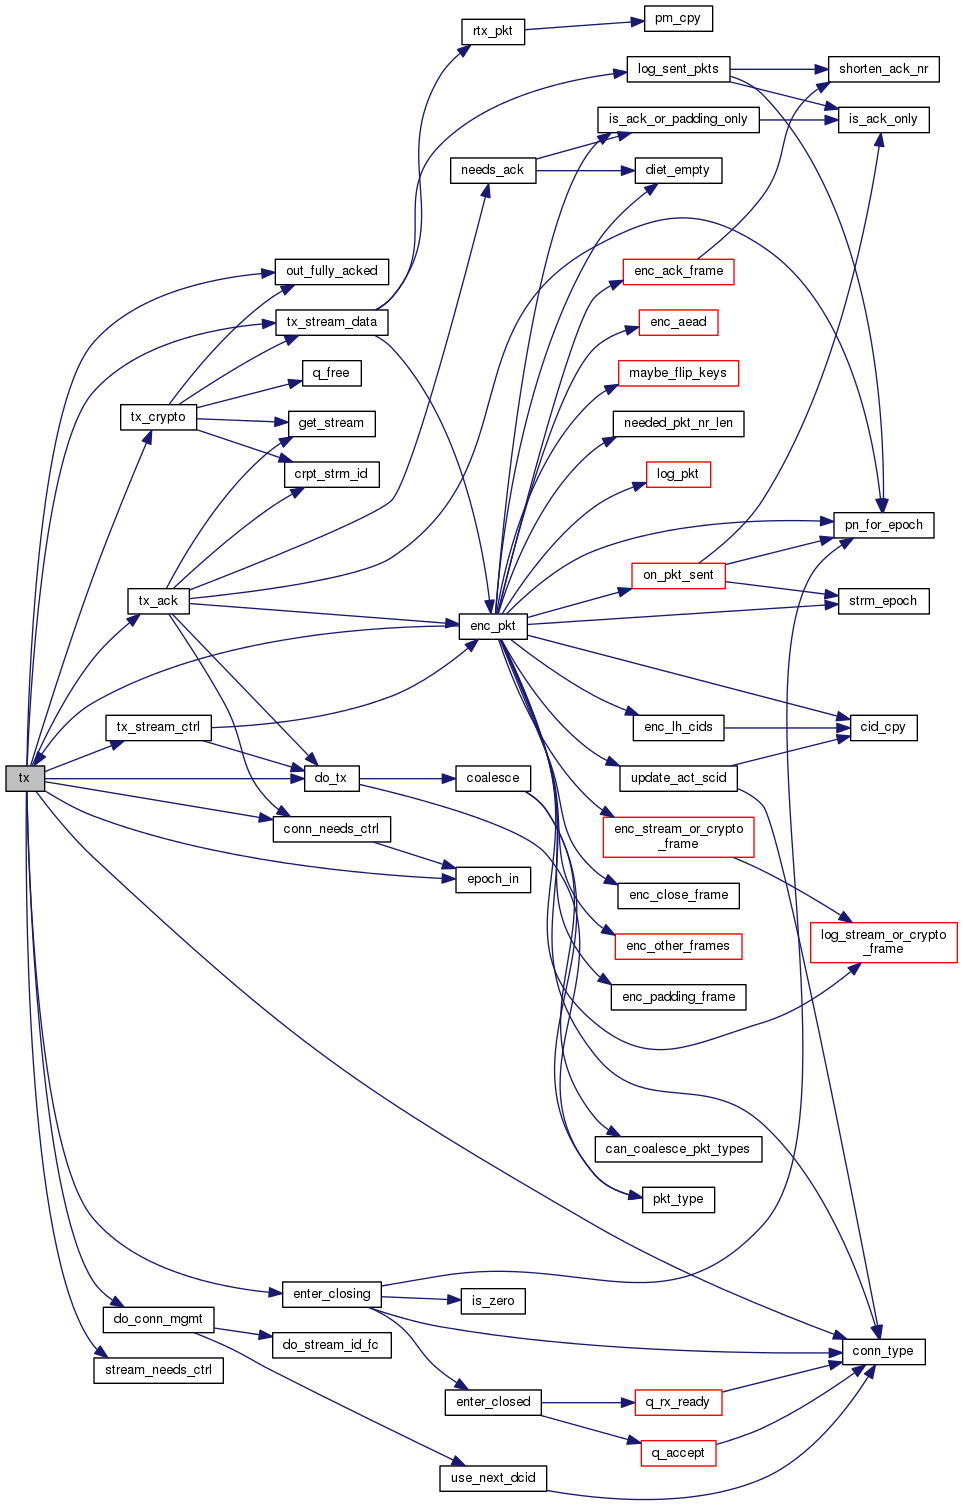 pm_cpy
rtx_pkt
log_sent_pkts
shorten_ack_nr
is_ack_or_padding_only
is_ack_only
needs_ack
diet_empty
out_fully_acked
enc_ack_frame
tx_stream_data
enc_aead
q_free
maybe_flip_keys
tx_crypto
get_stream
needed_pkt_nr_len
crpt_strm_id
log_pkt
pn_for_epoch
on_pkt_sent
tx_ack
strm_epoch
enc_pkt
tx_stream_ctrl
enc_lh_cids
cid_cpy
tx
do_tx
coalesce
update_act_scid
conn_needs_ctrl
enc_stream_or_crypto
_frame
epoch_in
enc_close_frame
enc_other_frames
log_stream_or_crypto
_frame
enc_padding_frame
can_coalesce_pkt_types
pkt_type
enter_closing
is_zero
do_conn_mgmt
do_stream_id_fc
conn_type
stream_needs_ctrl
enter_closed
q_rx_ready
q_accept
use_next_dcid